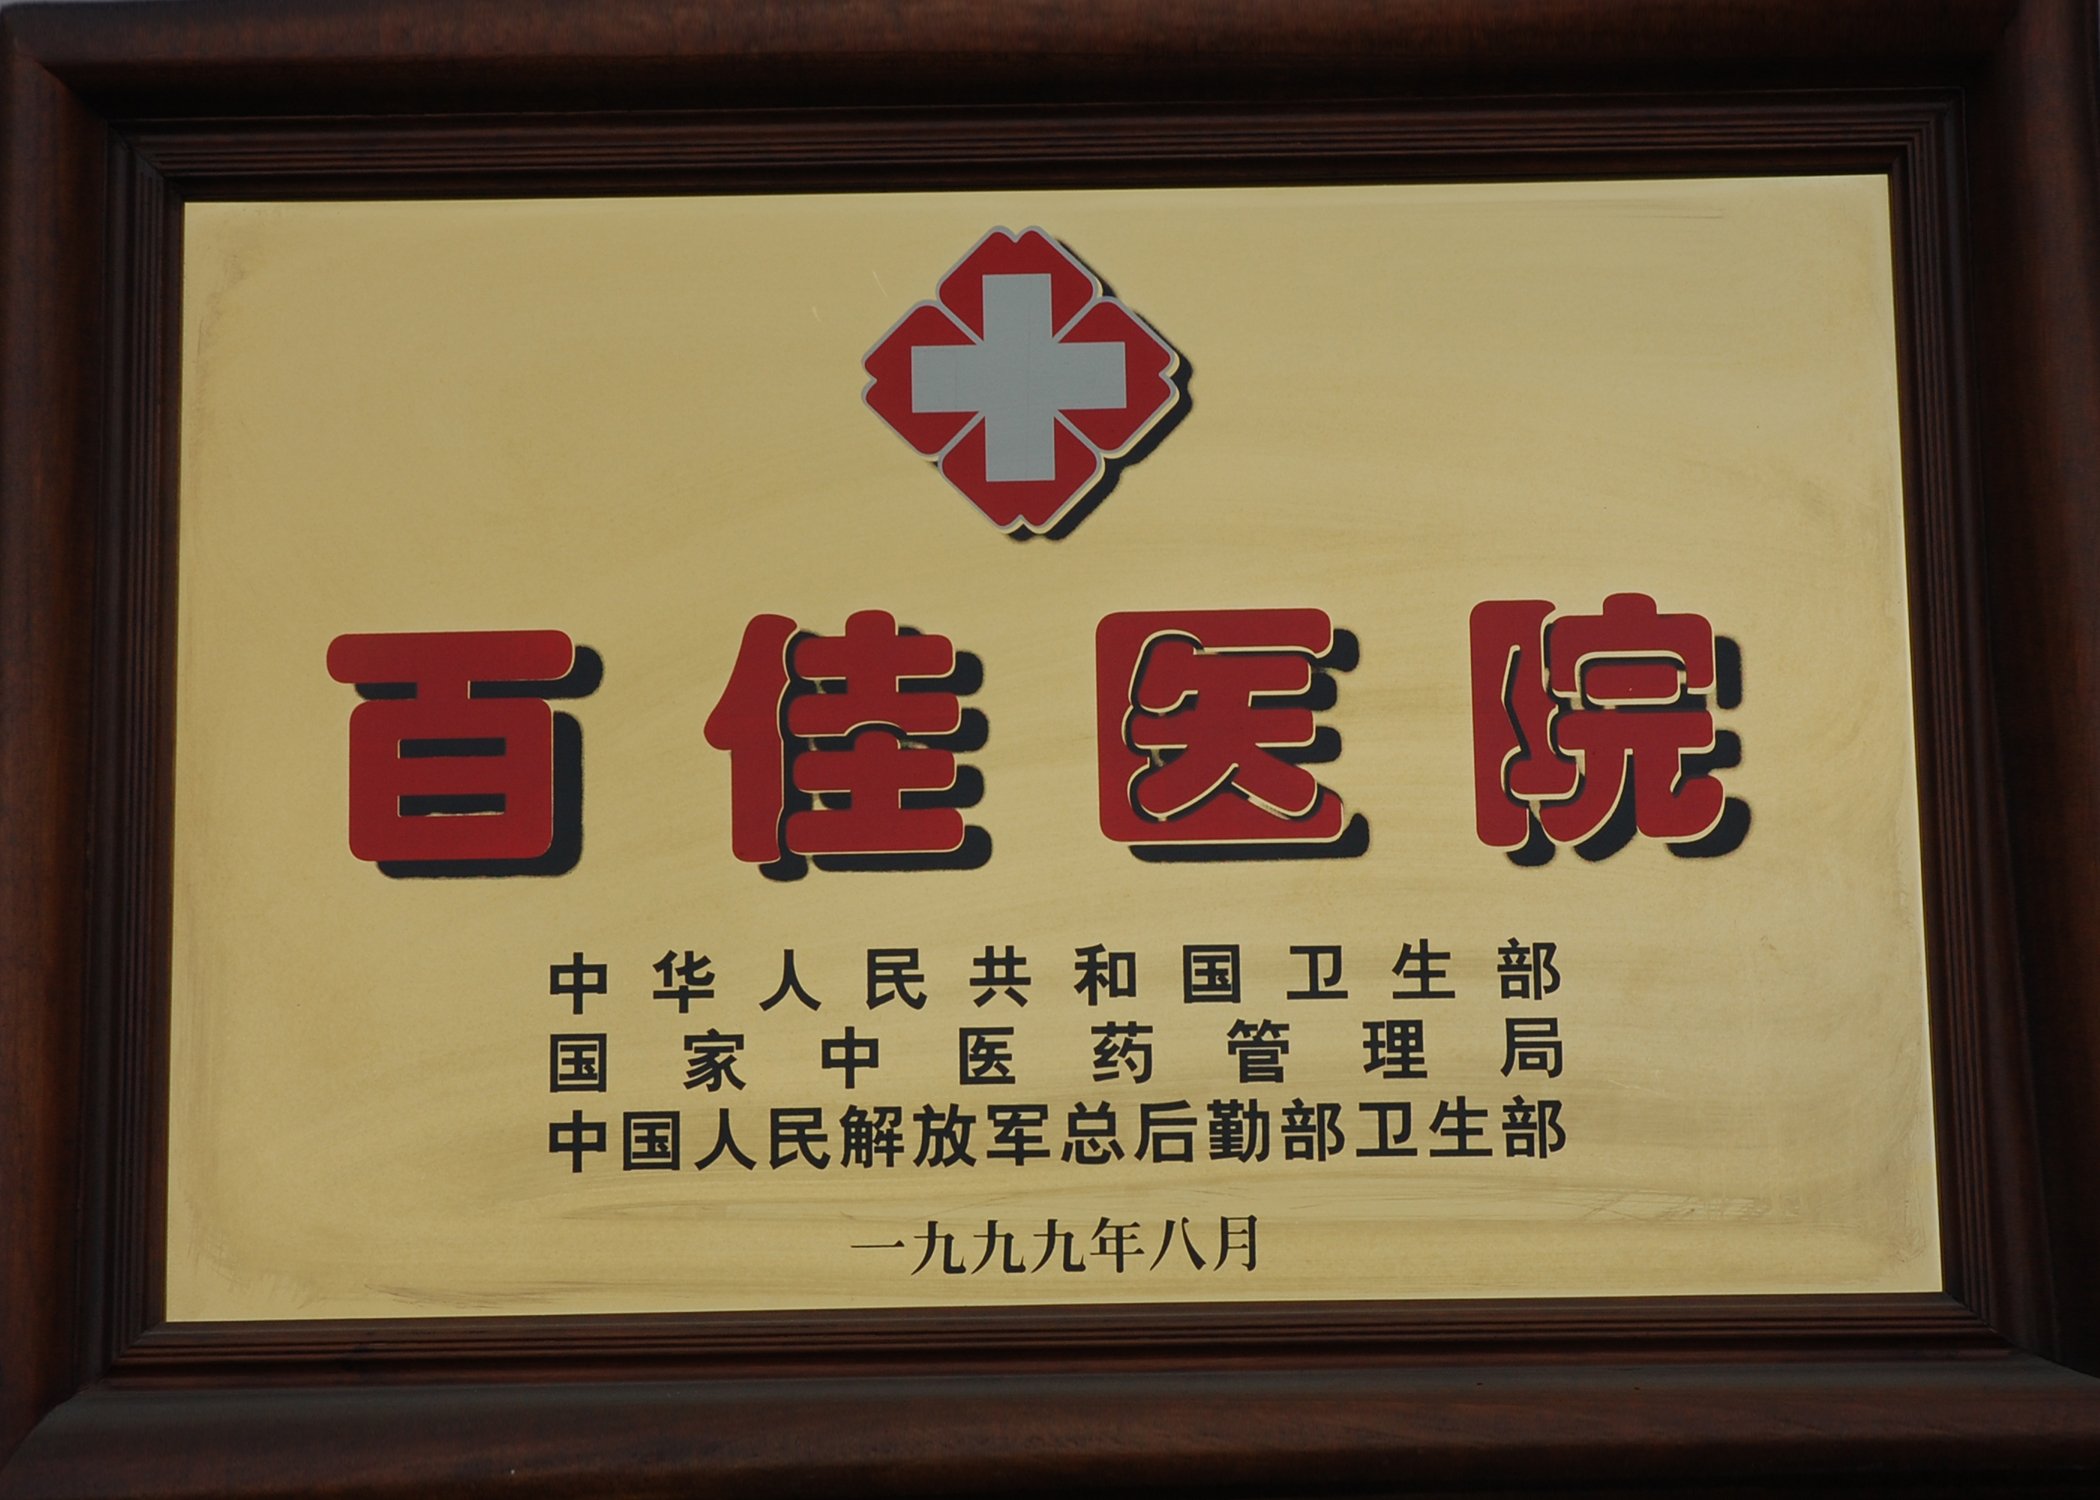 百佳医院
中华人民共和国卫生部
国家中医药管理局
中国人民解放军总后勤部卫生部
一九九九年八月